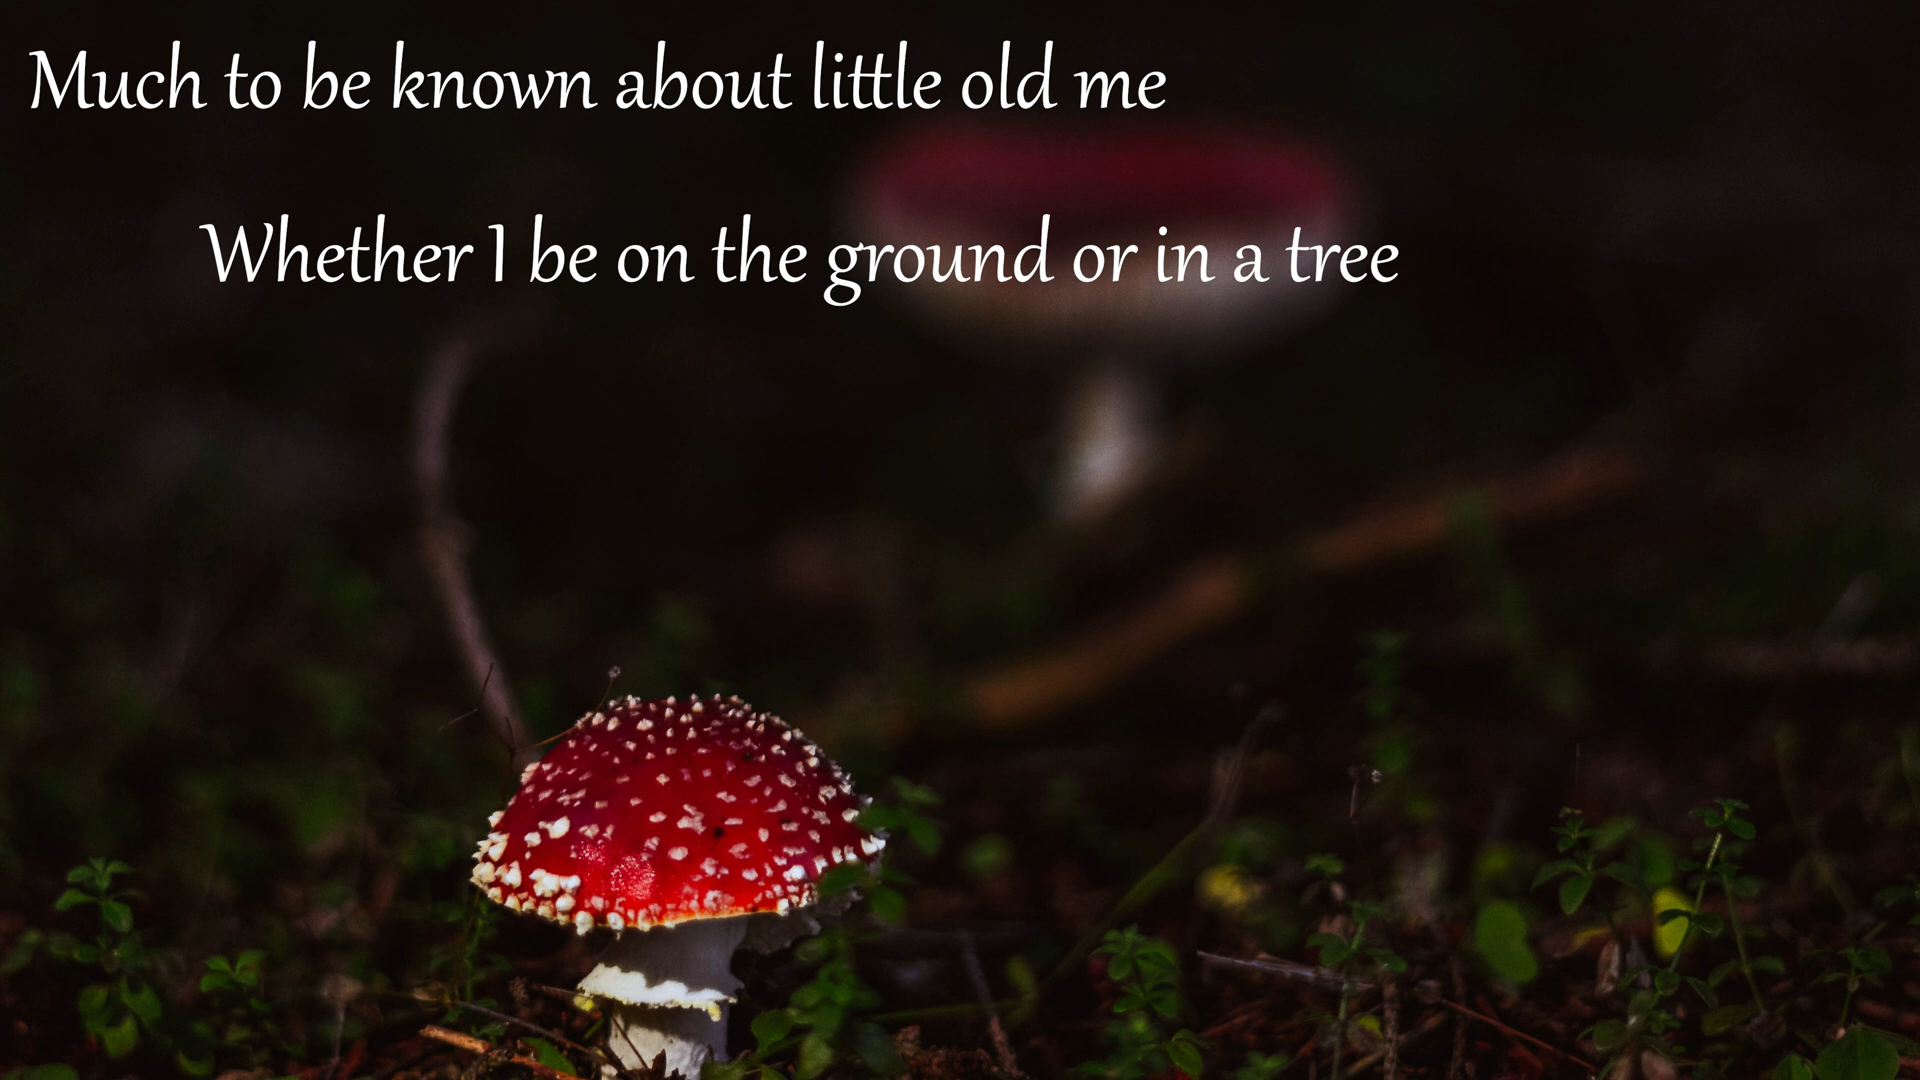 Much to be known about little old me
Whether I be on the ground or in a tree